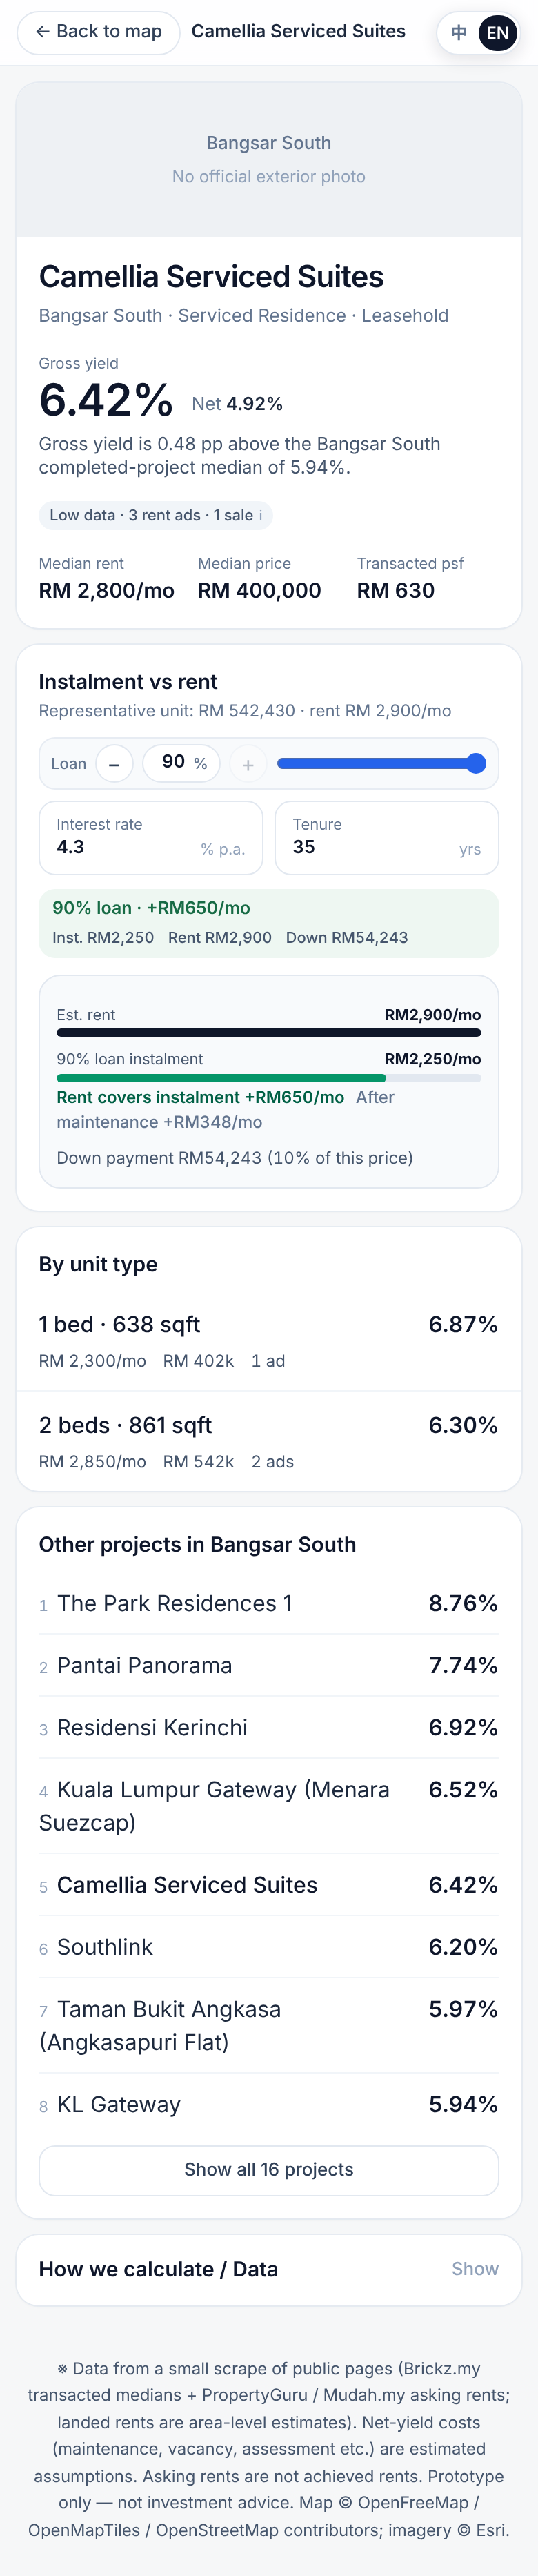 ← Back to map
Camellia Serviced Suites
中 EN
Bangsar South
No official exterior photo
Camellia Serviced Suites
Bangsar South · Serviced Residence · Leasehold
Gross yield
6.42% Net 4.92%
Gross yield is 0.48 pp above the Bangsar South
completed-project median of 5.94%.
Low data · 3 rent ads · 1 sale i
Median rent Median price Transacted psf
RM 2,800/mo RM 400,000 RM 630
Instalment vs rent
Representative unit: RM 542,430 · rent RM 2,900/mo
Loan − 90 % +
Interest rate Tenure
4.3 % p.a. 35 yrs
90% loan · +RM650/mo
Inst. RM2,250 Rent RM2,900 Down RM54,243
Est. rent RM2,900/mo
90% loan instalment RM2,250/mo
Rent covers instalment +RM650/mo After
maintenance +RM348/mo
Down payment RM54,243 (10% of this price)
By unit type
1 bed · 638 sqft 6.87%
RM 2,300/mo RM 402k 1 ad
2 beds · 861 sqft 6.30%
RM 2,850/mo RM 542k 2 ads
Other projects in Bangsar South
1 The Park Residences 1 8.76%
2 Pantai Panorama 7.74%
3 Residensi Kerinchi 6.92%
4 Kuala Lumpur Gateway (Menara 6.52%
Suezcap)
5 Camellia Serviced Suites 6.42%
6 Southlink 6.20%
7 Taman Bukit Angkasa 5.97%
(Angkasapuri Flat)
8 KL Gateway 5.94%
Show all 16 projects
How we calculate / Data Show
※ Data from a small scrape of public pages (Brickz.my
transacted medians + PropertyGuru / Mudah.my asking rents;
landed rents are area-level estimates). Net-yield costs
(maintenance, vacancy, assessment etc.) are estimated
assumptions. Asking rents are not achieved rents. Prototype
only — not investment advice. Map © OpenFreeMap /
OpenMapTiles / OpenStreetMap contributors; imagery © Esri.